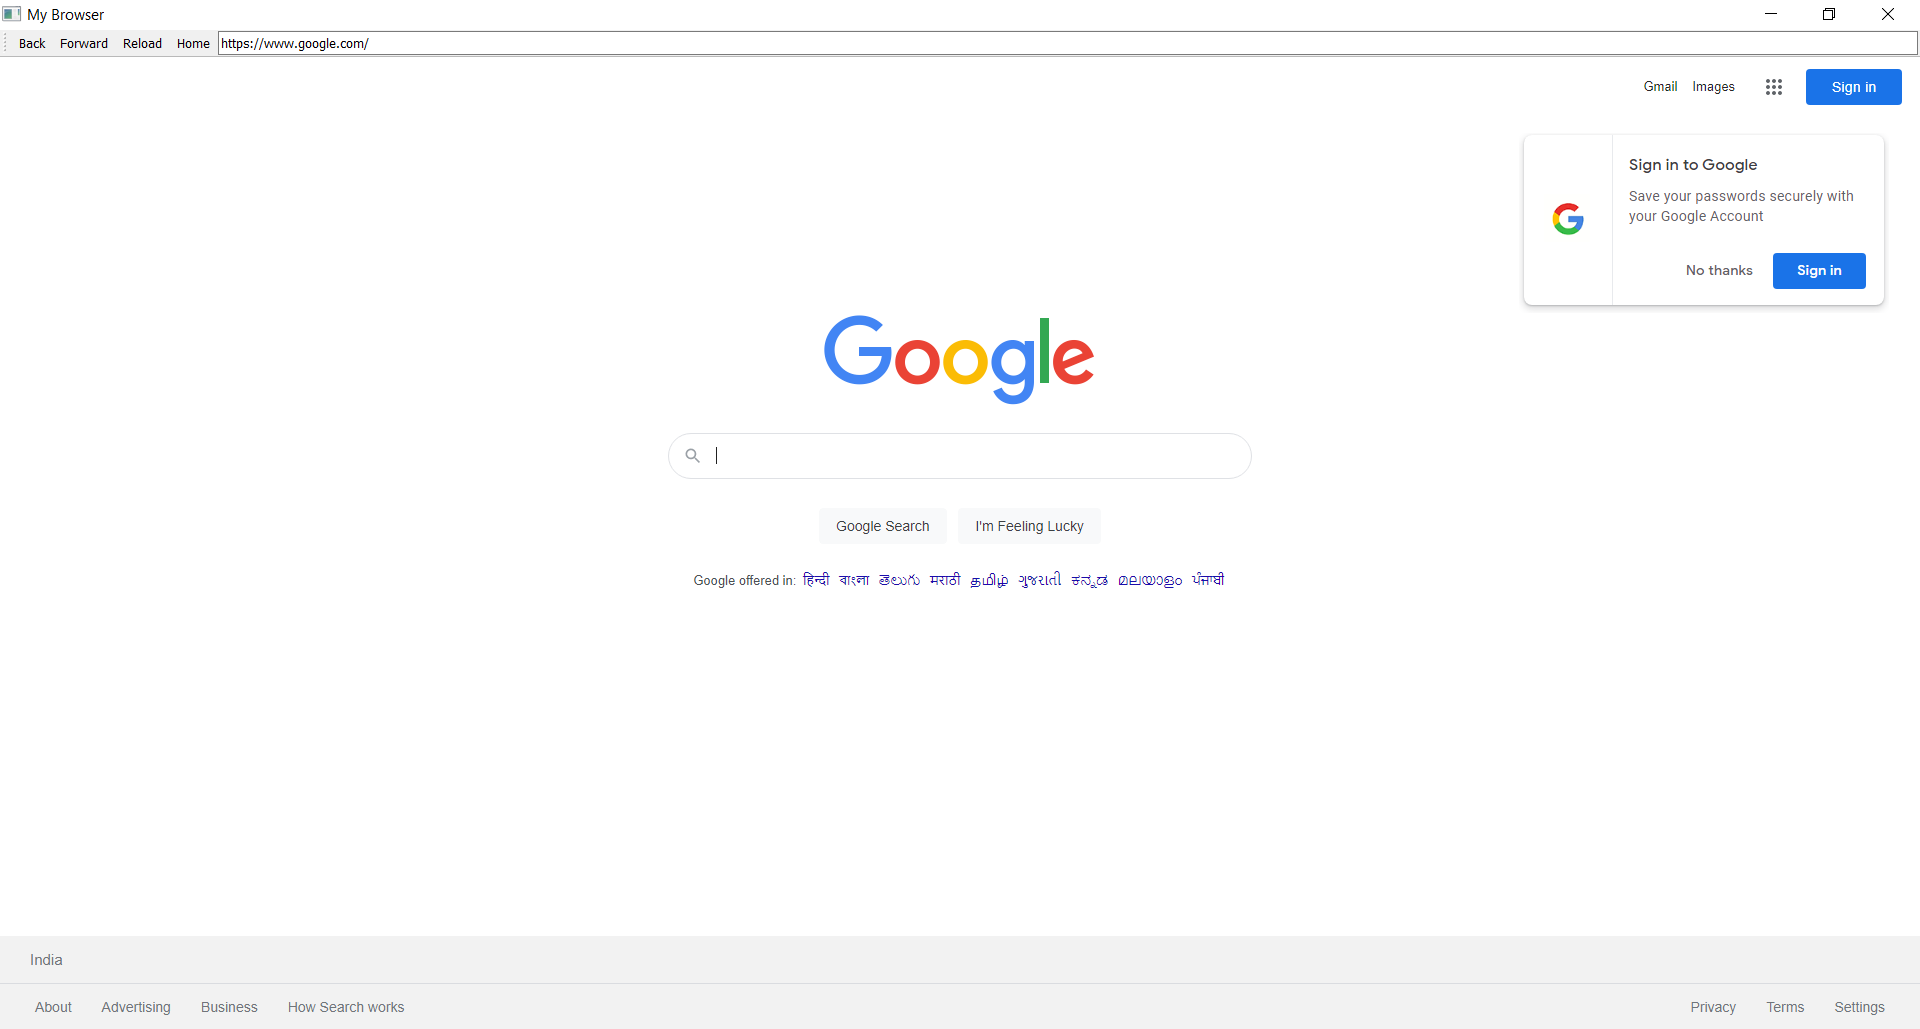 My Browser
Back Forward Reload Home https://www.google.com/
Gmail Images Sign in
Sign in to Google
Save your passwords securely with
your Google Account
No thanks Sign in
Google
Google Search I'm Feeling Lucky
Google offered in: हिन्दी বাংলা తెలుగు मराठी தமிழ் ગુજરાતી ಕನ್ನಡ മലയാളം ਪੰਜਾਬੀ
India
About Advertising Business How Search works Privacy Terms Settings